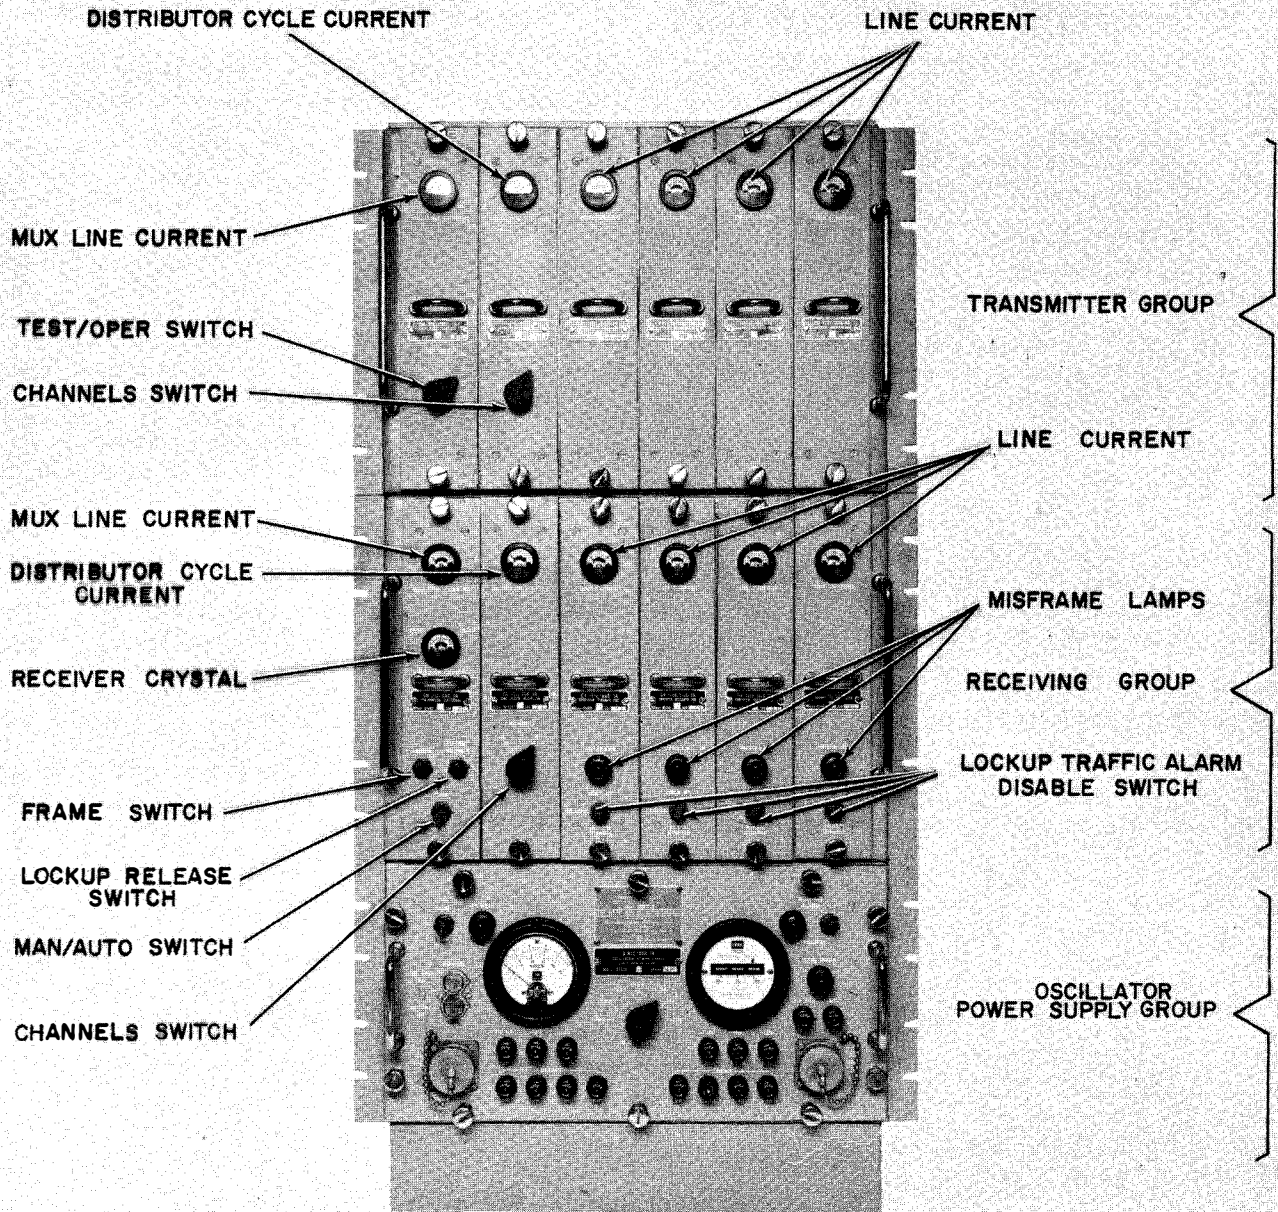 DISTRIBUTOR CYCLE CURRENT
LINE CURRENT
MUX LINE CURRENT
TEST/OPER SWITCH
TRANSMITTER GROUP
CHANNELS SWITCH
LINE CURRENT
MUX LINE CURRENT
DISTRIBUTOR CYCLE
CURRENT
MISFRAME LAMPS
RECEIVER CRYSTAL
RECEIVING GROUP
LOCKUP TRAFFIC ALARM
DISABLE SWITCH
FRAME SWITCH
LOCKUP RELEASE
SWITCH
MAN/AUTO SWITCH
OSCILLATOR
POWER SUPPLY GROUP
CHANNELS SWITCH